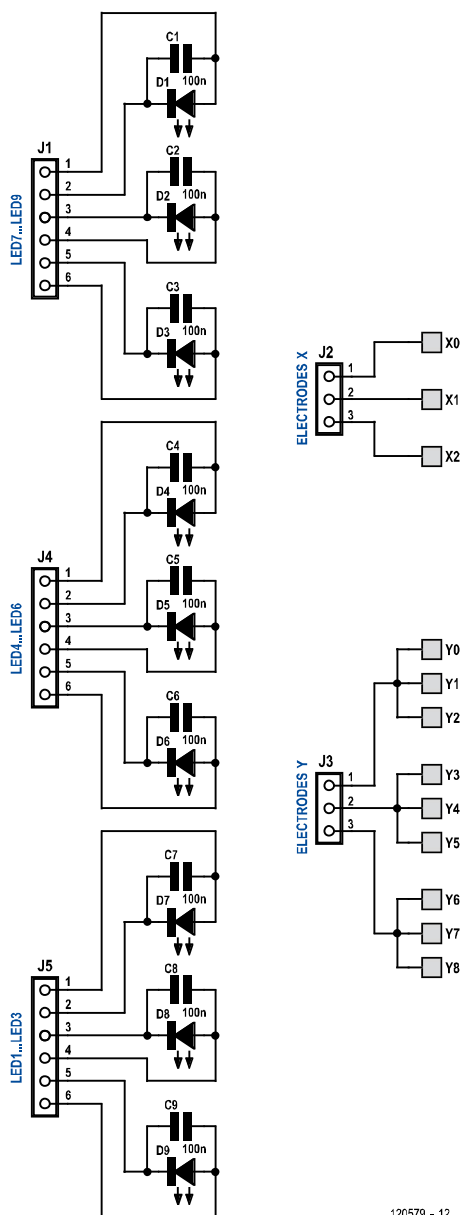 C1
D1 100n
J1
LED7...LED9
1
2
3
4
5
6
C2
D2 100n
C3
D3 100n
J2
ELECTRODES X
1
2
3
X0
X1
X2
C4
D4 100n
J4
LED4...LED6
1
2
3
4
5
6
C5
D5 100n
C6
D6 100n
J3
ELECTRODES Y
1
2
3
Y0
Y1
Y2
Y3
Y4
Y5
Y6
Y7
Y8
C7
D7 100n
J5
LED1...LED3
1
2
3
4
5
6
C8
D8 100n
C9
D9 100n
120579 - 12